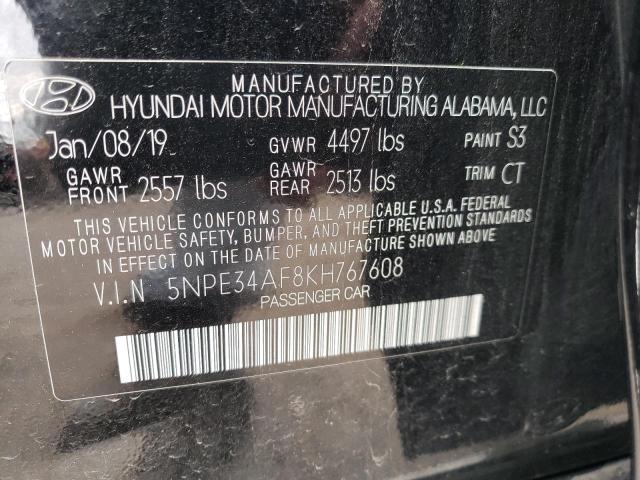 MANUFACTURED BY
HYUNDAI MOTOR MANUFACTURING ALABAMA, LLC
Jan/08/19 GVWR 4497 lbs PAINT S3
GAWR FRONT 2557 lbs GAWR REAR 2513 lbs TRIM CT
THIS VEHICLE CONFORMS TO ALL APPLICABLE U.S.A. FEDERAL
MOTOR VEHICLE SAFETY, BUMPER, AND THEFT PREVENTION STANDARDS
IN EFFECT ON THE DATE OF MANUFACTURE SHOWN ABOVE
V.I.N 5NPE34AF8KH767608
PASSENGER CAR